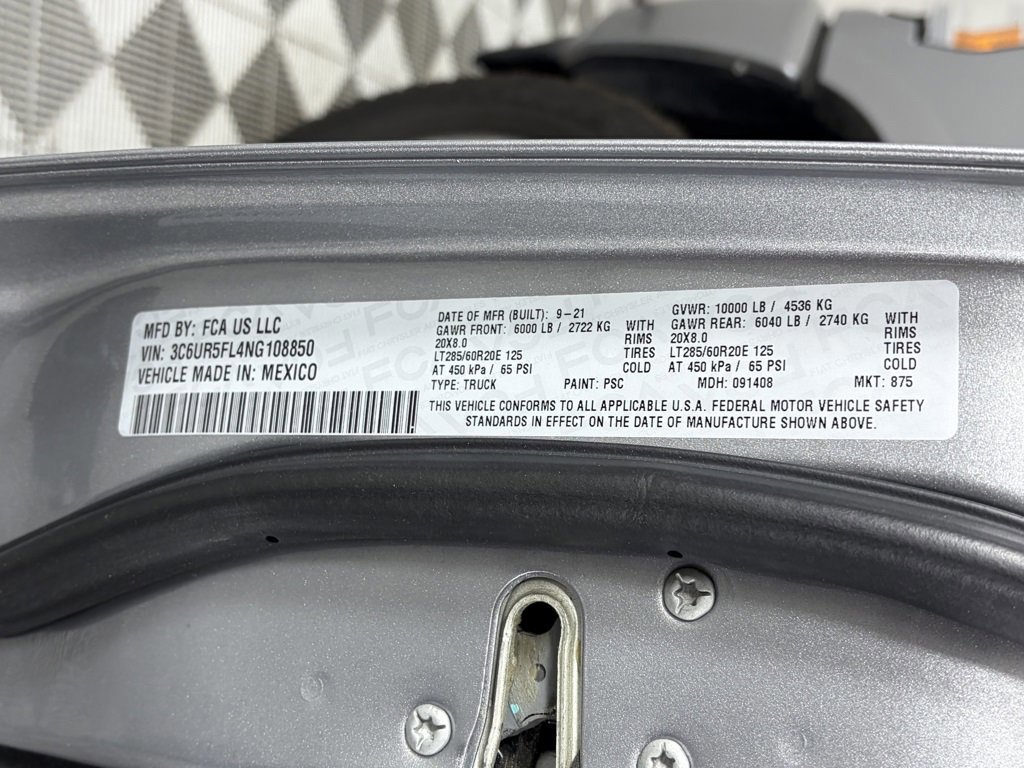 MFD BY: FCA US LLC
VIN: 3C6UR5FL4NG108850
VEHICLE MADE IN: MEXICO
DATE OF MFR (BUILT): 9-21
GAWR FRONT: 6000 LB / 2722 KG
20X8.0
LT285/60R20E 125
AT 450 kPa / 65 PSI
WITH
RIMS
TIRES
COLD
GVWR: 10000 LB / 4536 KG
GAWR REAR: 6040 LB / 2740 KG
20X8.0
LT285/60R20E 125
AT 450 kPa / 65 PSI
WITH
RIMS
TIRES
COLD
TYPE: TRUCK PAINT: PSC MDH: 091408 MKT: 875
THIS VEHICLE CONFORMS TO ALL APPLICABLE U.S.A. FEDERAL MOTOR VEHICLE SAFETY
STANDARDS IN EFFECT ON THE DATE OF MANUFACTURE SHOWN ABOVE.